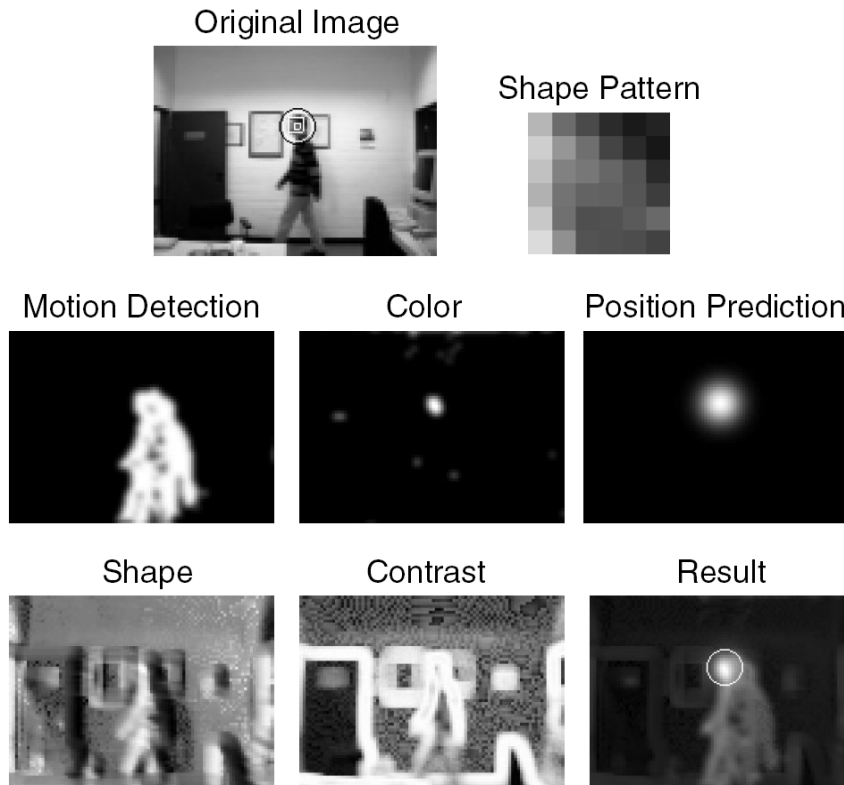 Original Image
Shape Pattern
Motion Detection
Color
Position Prediction
Shape
Contrast
Result